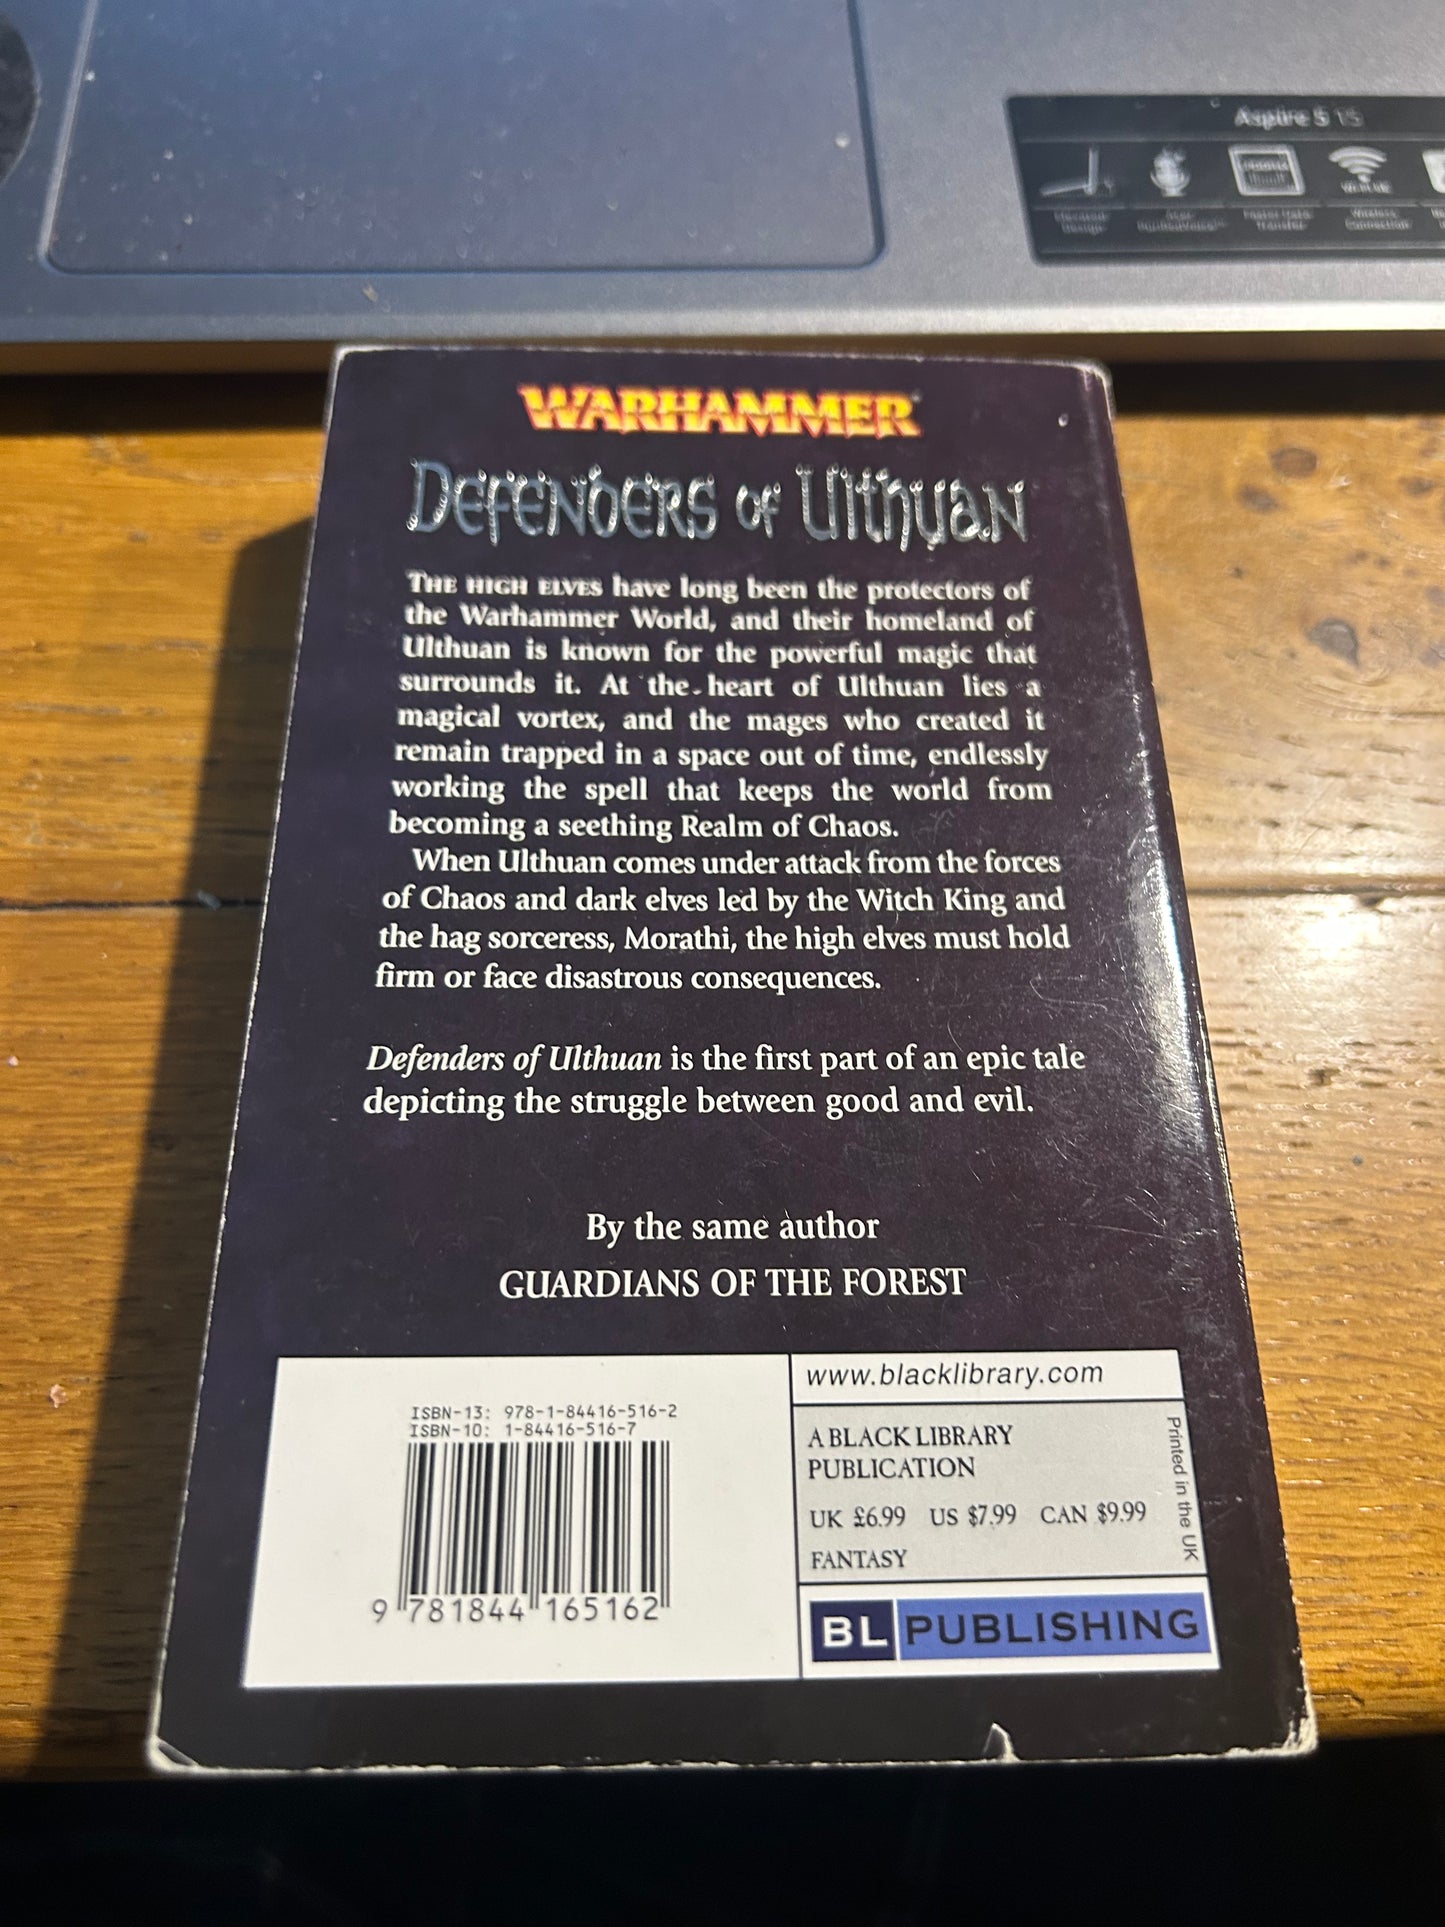 Aspire 5 15
WARHAMMER
Defenders of Ulthuan
THE HIGH ELVES have long been the protectors of
the Warhammer World, and their homeland of
Ulthuan is known for the powerful magic that
surrounds it. At the heart of Ulthuan lies a
magical vortex, and the mages who created it
remain trapped in a space out of time, endlessly
working the spell that keeps the world from
becoming a seething Realm of Chaos.
When Ulthuan comes under attack from the forces
of Chaos and dark elves led by the Witch King and
the hag sorceress, Morathi, the high elves must hold
firm or face disastrous consequences.
Defenders of Ulthuan is the first part of an epic tale
depicting the struggle between good and evil.
By the same author
GUARDIANS OF THE FOREST
ISBN-13: 978-1-84416-516-2
ISBN-10: 1-84416-516-7
9 781844 165162
www.blacklibrary.com
A BLACK LIBRARY
PUBLICATION
UK £6.99 US $7.99 CAN $9.99
FANTASY
Printed in the UK
BL PUBLISHING